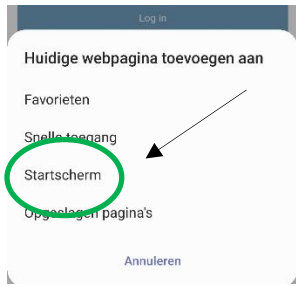 Log in
Huidige webpagina toevoegen aan
Favorieten
Snelle toegang
Startscherm
Opgeslagen pagina's
Annuleren